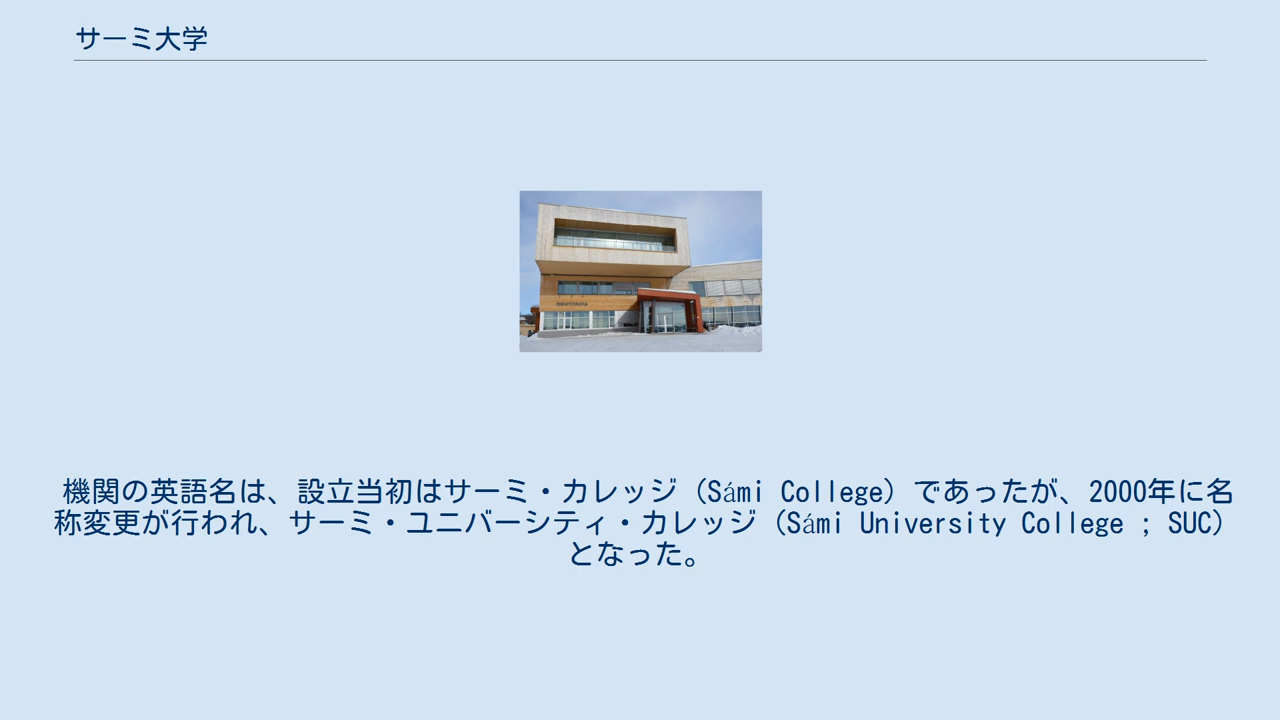 サーミ大学
機関の英語名は、設立当初はサーミ・カレッジ（Sámi College）であったが、2000年に名
称変更が行われ、サーミ・ユニバーシティ・カレッジ（Sámi University College ; SUC）
となった。